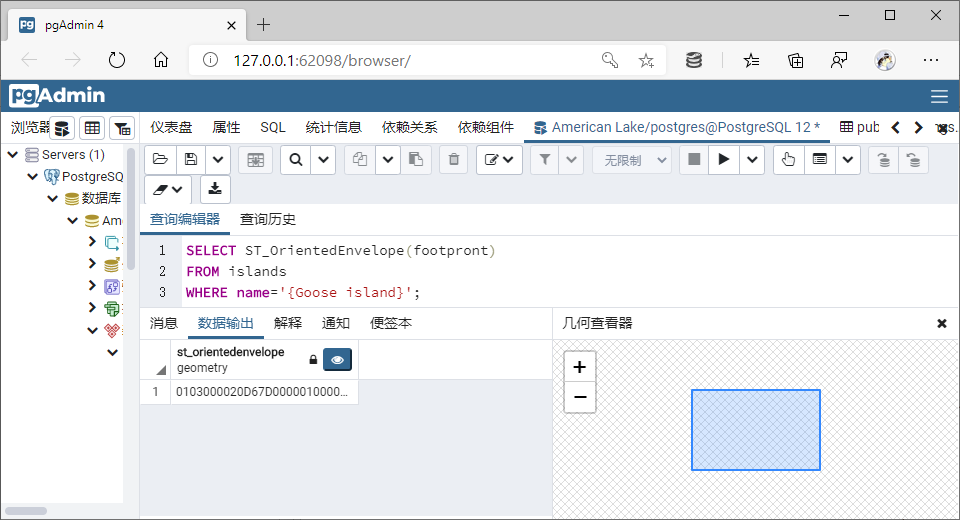 pgAdmin 4
127.0.0.1:62098/browser/
pgAdmin
浏览器
仪表盘 属性 SQL 统计信息 依赖关系 依赖组件 American Lake/postgres@PostgreSQL 12 * pub
Servers (1)
PostgreSQ
数据库
Ame
无限制
查询编辑器 查询历史
1 SELECT ST_OrientedEnvelope(footpront)
2 FROM islands
3 WHERE name='{Goose island}';
消息 数据输出 解释 通知 便签本
几何查看器
st_orientedenvelope
geometry
1 0103000020D67D0000010000...
+
−